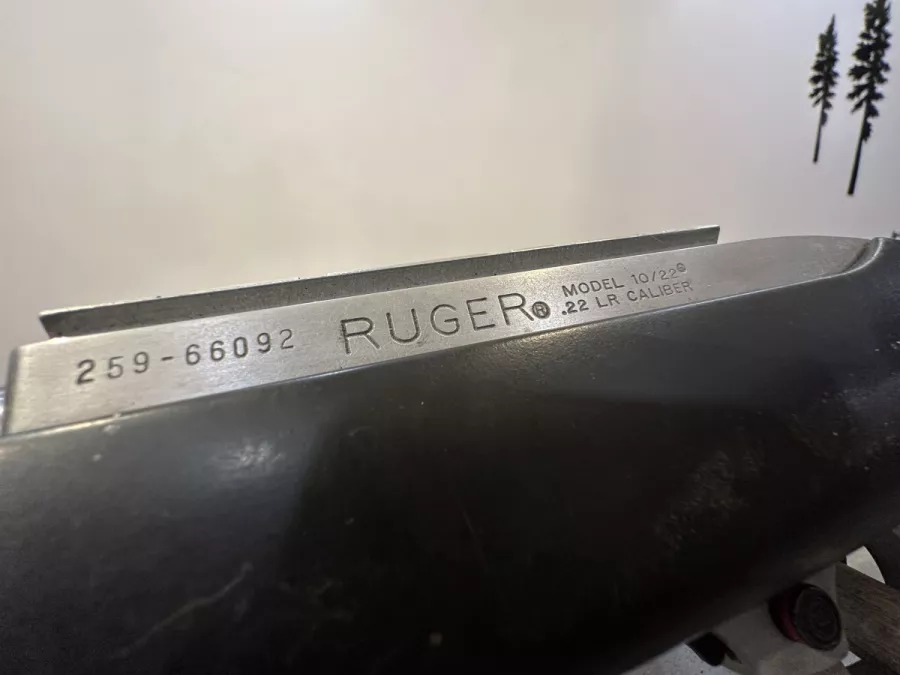 259-66092 RUGER®
MODEL 10/22®
.22 LR CALIBER